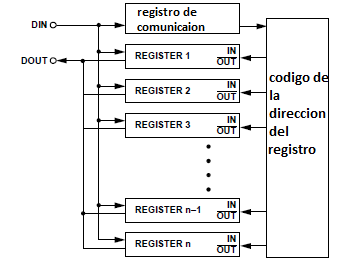 DIN
registro de
comunicaion
DOUT
REGISTER 1
IN
OUT
REGISTER 2
IN
OUT
REGISTER 3
IN
OUT
REGISTER n–1
IN
OUT
REGISTER n
IN
OUT
codigo de
la
direccion
del
registro